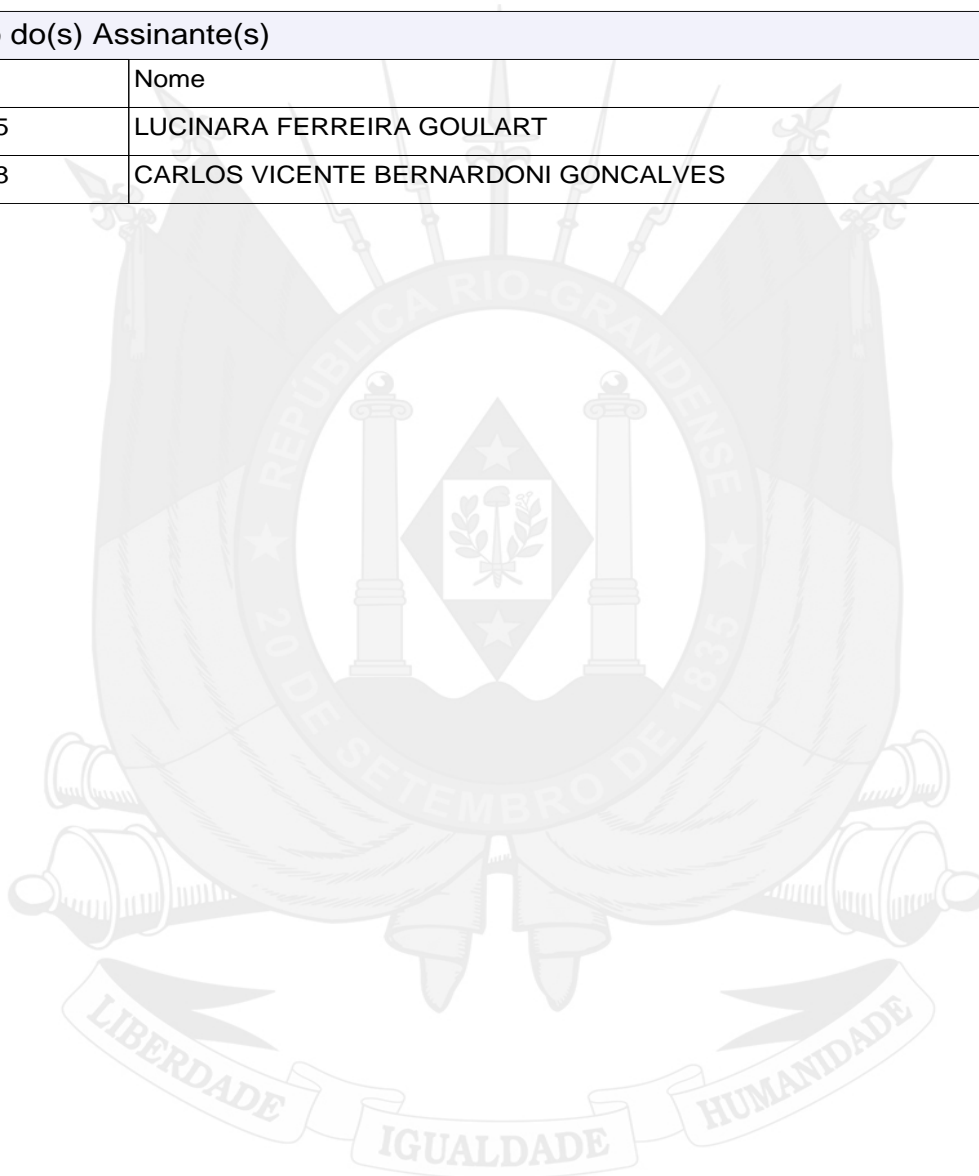 do(s) Assinante(s)
Nome
5 LUCINARA FERREIRA GOULART
3 CARLOS VICENTE BERNARDONI GONCALVES
REPÚBLICA RIO-GRANDENSE
20 DE SETEMBRO DE 1835
LIBERDADE IGUALDADE HUMANIDADE